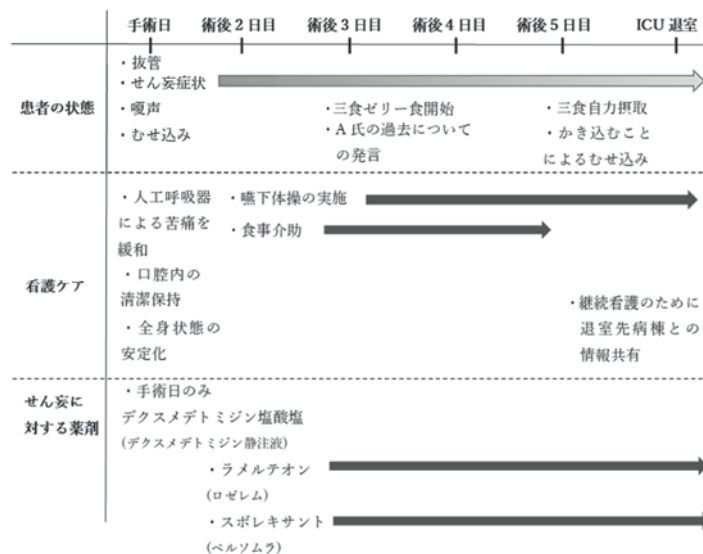 手術日 術後2日目 術後3日目 術後4日目 術後5日目 ICU 退室
患者の状態
・抜管
・せん妄症状
・嗄声
・むせ込み
・三食ゼリー食開始
・A 氏の過去について
の発言
・三食自力摂取
・かき込むこと
によるむせ込み
看護ケア
・人工呼吸器
による苦痛を
緩和
・口腔内の
清潔保持
・全身状態の
安定化
・嚥下体操の実施
・食事介助
・継続看護のために
退室先病棟との
情報共有
せん妄に
対する薬剤
・手術日のみ
デクスメデトミジン塩酸塩
(デクスメデトミジン静注液)
・ラメルテオン
(ロゼレム)
・スボレキサント
(ベルソムラ)